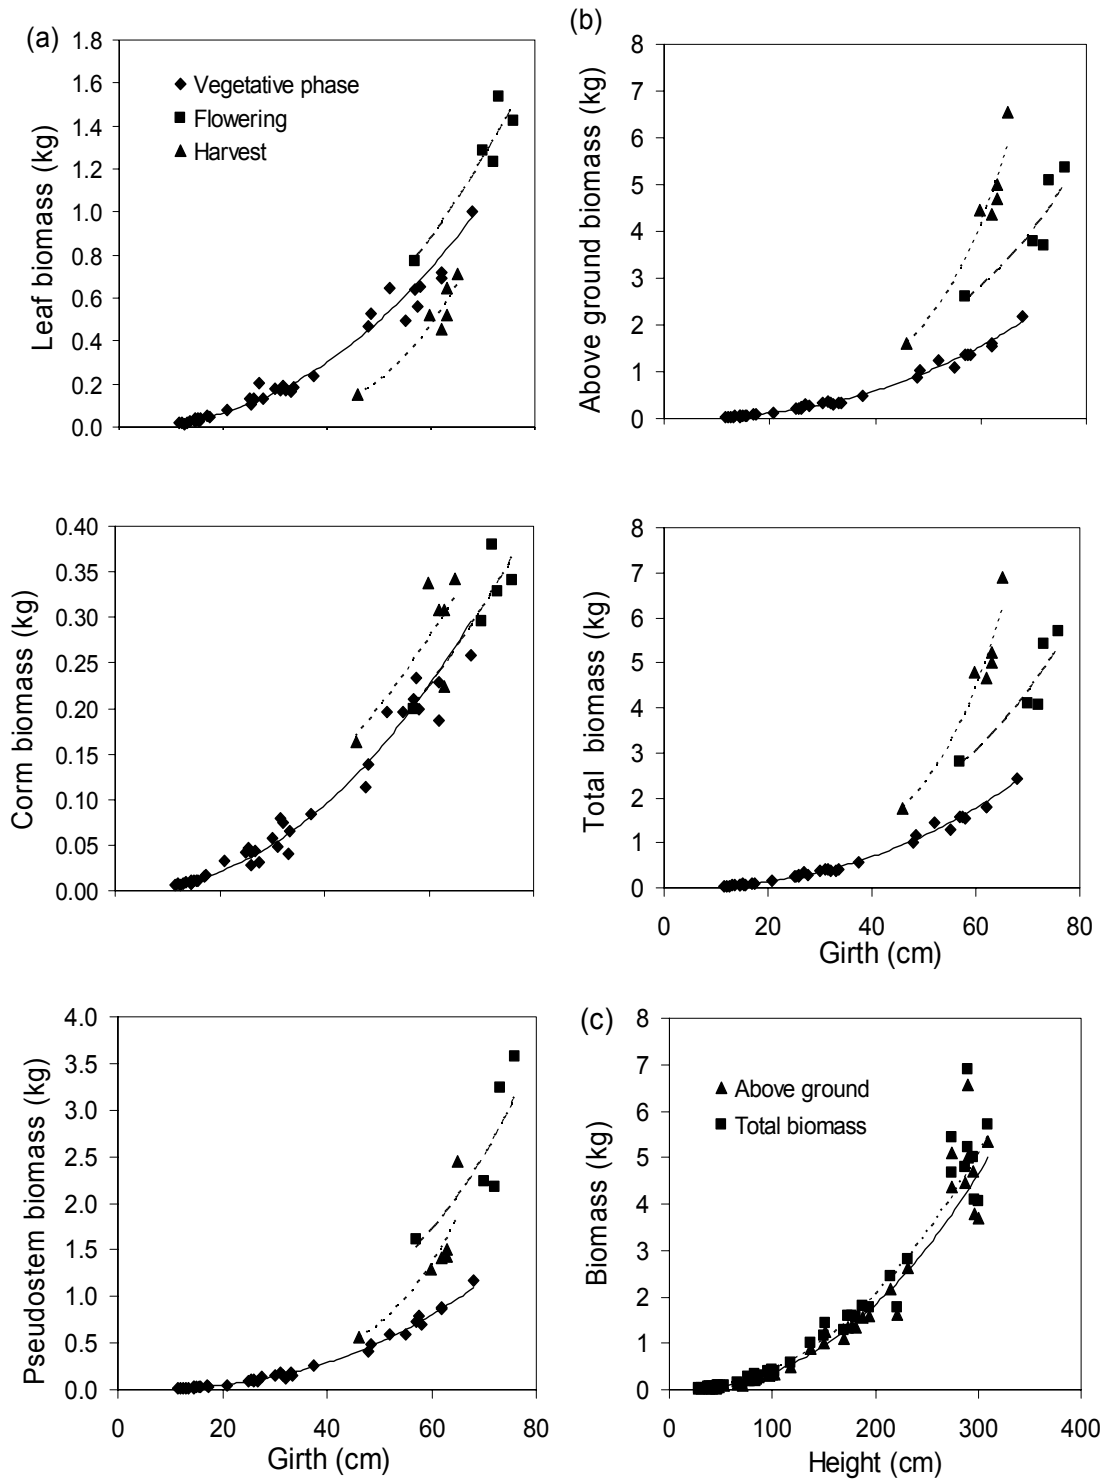 (a)
1.8
1.6
1.4
1.2
1.0
0.8
0.6
0.4
0.2
0.0
Leaf biomass (kg)
Vegetative phase
Flowering
Harvest
(b)
8
7
6
5
4
3
2
1
0
Above ground biomass (kg)
0.40
0.35
0.30
0.25
0.20
0.15
0.10
0.05
0.00
Corm biomass (kg)
8
7
6
5
4
3
2
1
0
Total biomass (kg)
0 20 40 60 80
Girth (cm)
4.0
3.5
3.0
2.5
2.0
1.5
1.0
0.5
0.0
Pseudostem biomass (kg)
0 20 40 60 80
Girth (cm)
(c)
8
7
6
5
4
3
2
1
0
Biomass (kg)
Above ground
Total biomass
0 100 200 300 400
Height (cm)